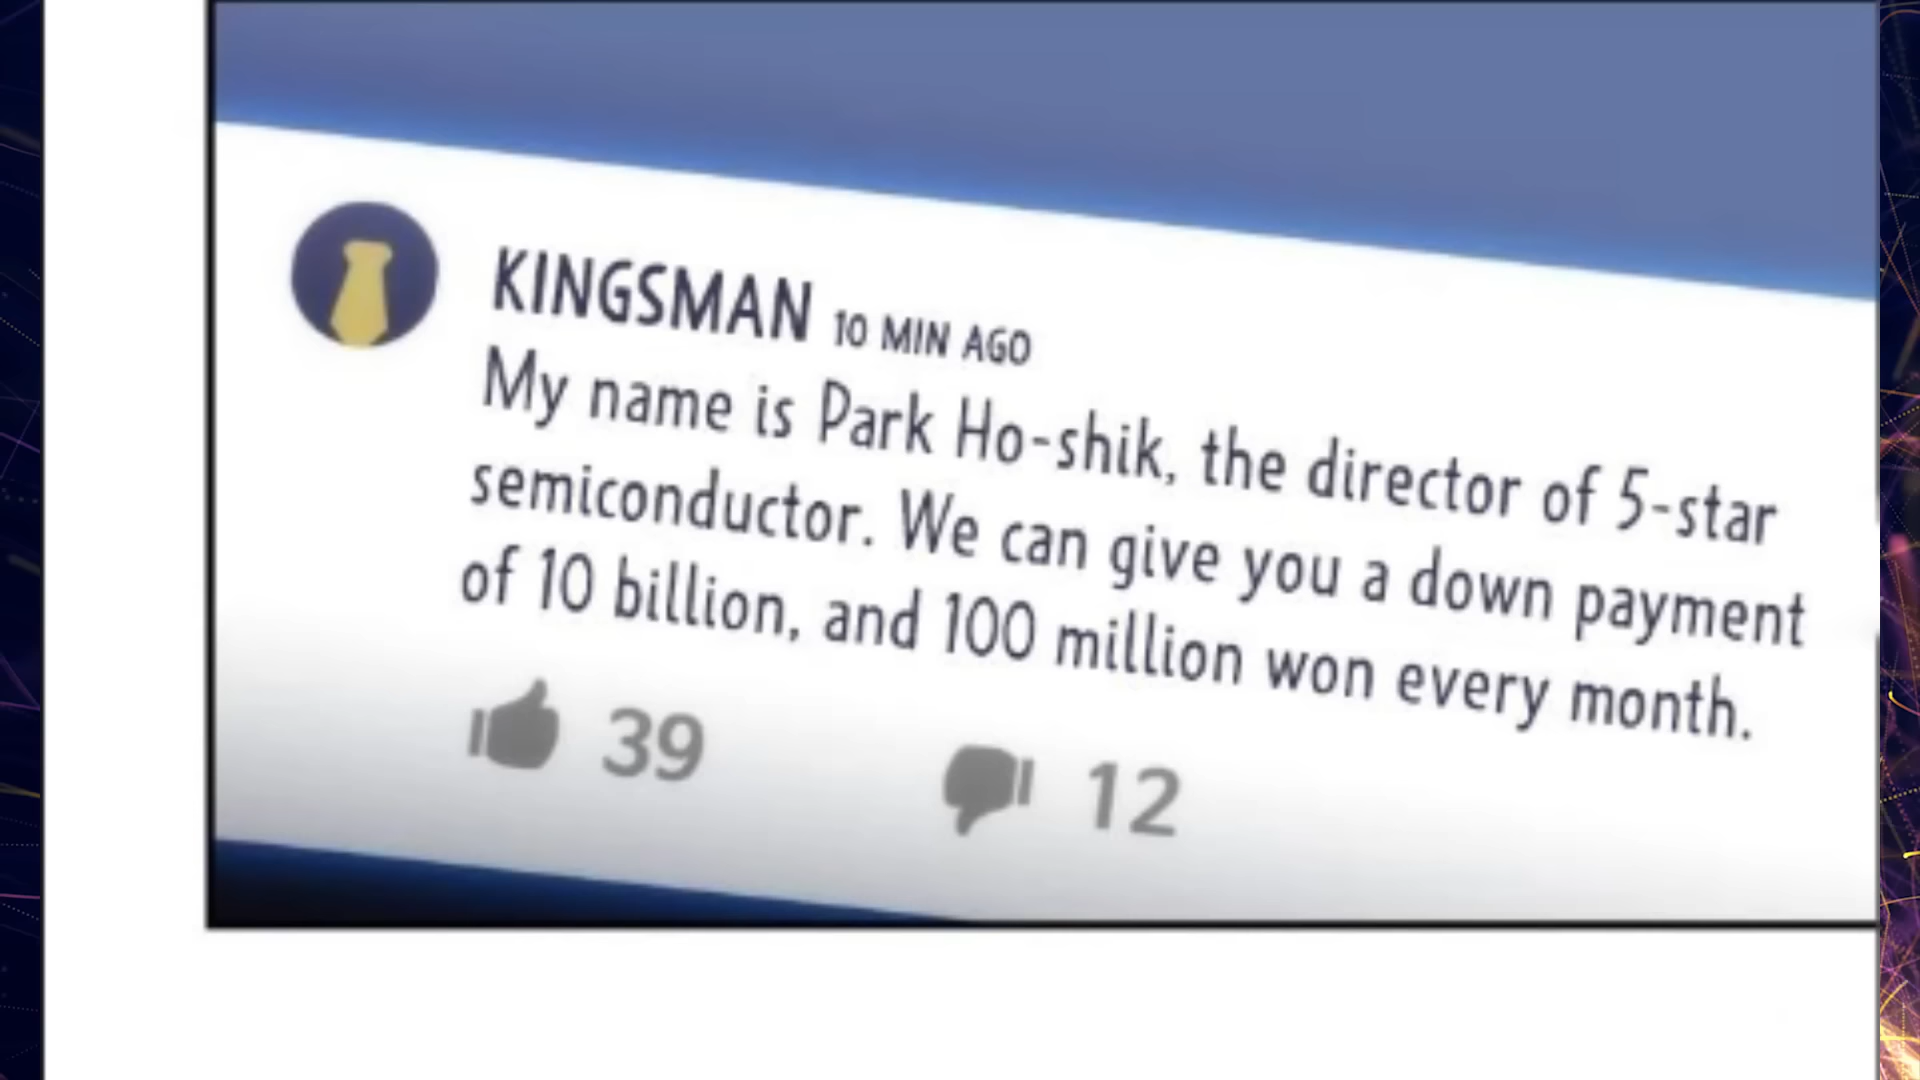 KINGSMAN 10 MIN AGO
My name is Park Ho-shik, the director of 5-star
semiconductor. We can give you a down payment
of 10 billion, and 100 million won every month.
39 12